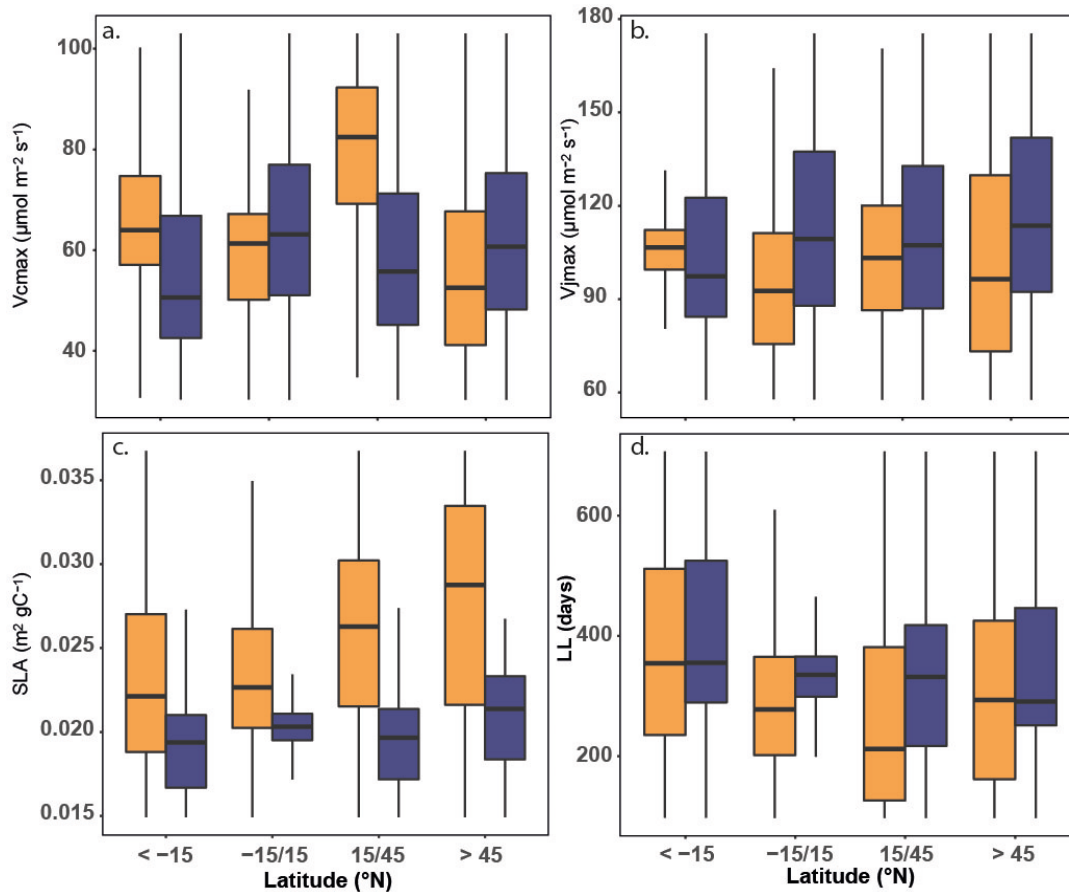 a.
Vcmax (µmol m⁻² s⁻¹)
100
80
60
40
b.
Vjmax (µmol m⁻² s⁻¹)
180
150
120
90
60
c.
SLA (m² gC⁻¹)
0.035
0.030
0.025
0.020
0.015
< −15 −15/15 15/45 > 45
Latitude (°N)
d.
LL (days)
600
400
200
< −15 −15/15 15/45 > 45
Latitude (°N)